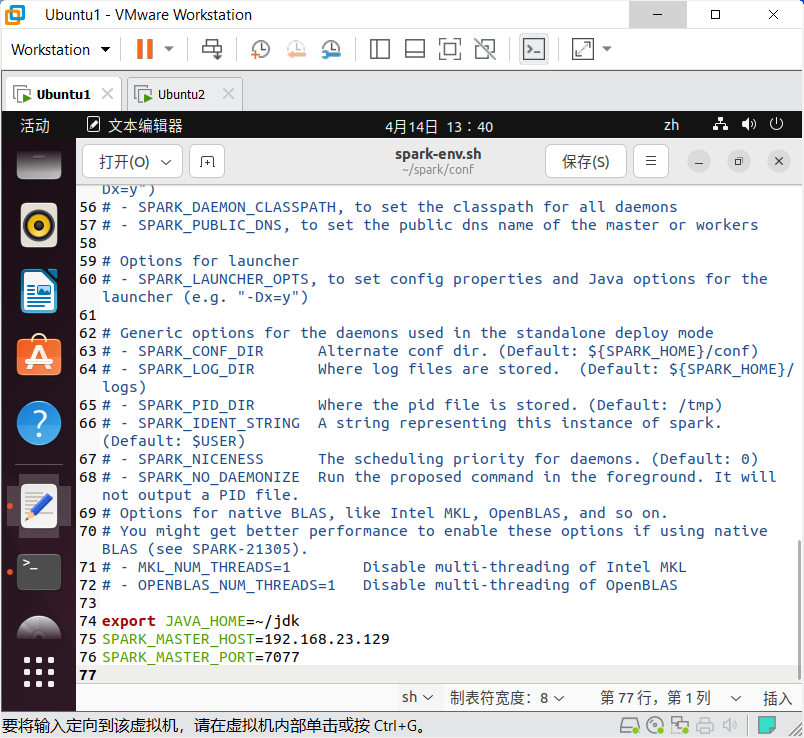 Ubuntu1 - VMware Workstation
Workstation
Ubuntu1
Ubuntu2
活动
文本编辑器
4月14日 13：40
zh
打开(O)
spark-env.sh
~/spark/conf
保存(S)
Dx=y")
56 # - SPARK_DAEMON_CLASSPATH, to set the classpath for all daemons
57 # - SPARK_PUBLIC_DNS, to set the public dns name of the master or workers
58
59 # Options for launcher
60 # - SPARK_LAUNCHER_OPTS, to set config properties and Java options for the
launcher (e.g. "-Dx=y")
61
62 # Generic options for the daemons used in the standalone deploy mode
63 # - SPARK_CONF_DIR      Alternate conf dir. (Default: ${SPARK_HOME}/conf)
64 # - SPARK_LOG_DIR       Where log files are stored.  (Default: ${SPARK_HOME}/
logs)
65 # - SPARK_PID_DIR       Where the pid file is stored. (Default: /tmp)
66 # - SPARK_IDENT_STRING  A string representing this instance of spark.
(Default: $USER)
67 # - SPARK_NICENESS      The scheduling priority for daemons. (Default: 0)
68 # - SPARK_NO_DAEMONIZE  Run the proposed command in the foreground. It will
not output a PID file.
69 # Options for native BLAS, like Intel MKL, OpenBLAS, and so on.
70 # You might get better performance to enable these options if using native
BLAS (see SPARK-21305).
71 # - MKL_NUM_THREADS=1        Disable multi-threading of Intel MKL
72 # - OPENBLAS_NUM_THREADS=1   Disable multi-threading of OpenBLAS
73
74 export JAVA_HOME=~/jdk
75 SPARK_MASTER_HOST=192.168.23.129
76 SPARK_MASTER_PORT=7077
77
sh
制表符宽度：8
第 77 行，第 1 列
插入
要将输入定向到该虚拟机，请在虚拟机内部单击或按 Ctrl+G。